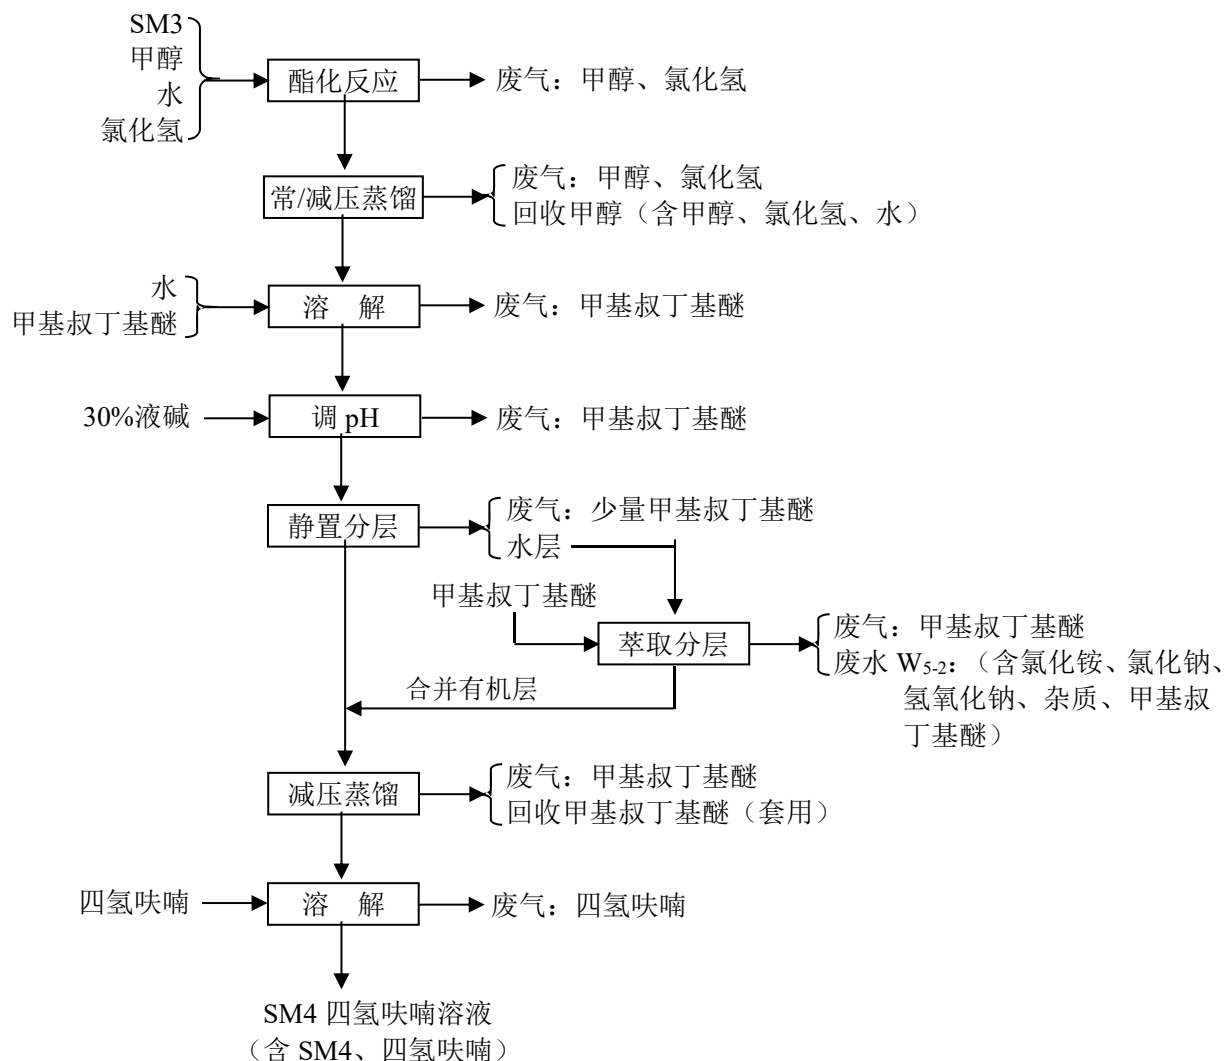 SM3
甲醇
水
氯化氢
酯化反应
废气：甲醇、氯化氢
常/减压蒸馏
废气：甲醇、氯化氢
回收甲醇（含甲醇、氯化氢、水）
水
甲基叔丁基醚
溶 解
废气：甲基叔丁基醚
30%液碱
调 pH
废气：甲基叔丁基醚
静置分层
废气：少量甲基叔丁基醚
水层
甲基叔丁基醚
萃取分层
废气：甲基叔丁基醚
废水 W5-2：（含氯化铵、氯化钠、
氢氧化钠、杂质、甲基叔
丁基醚）
合并有机层
减压蒸馏
废气：甲基叔丁基醚
回收甲基叔丁基醚（套用）
四氢呋喃
溶 解
废气：四氢呋喃
SM4 四氢呋喃溶液
（含 SM4、四氢呋喃）